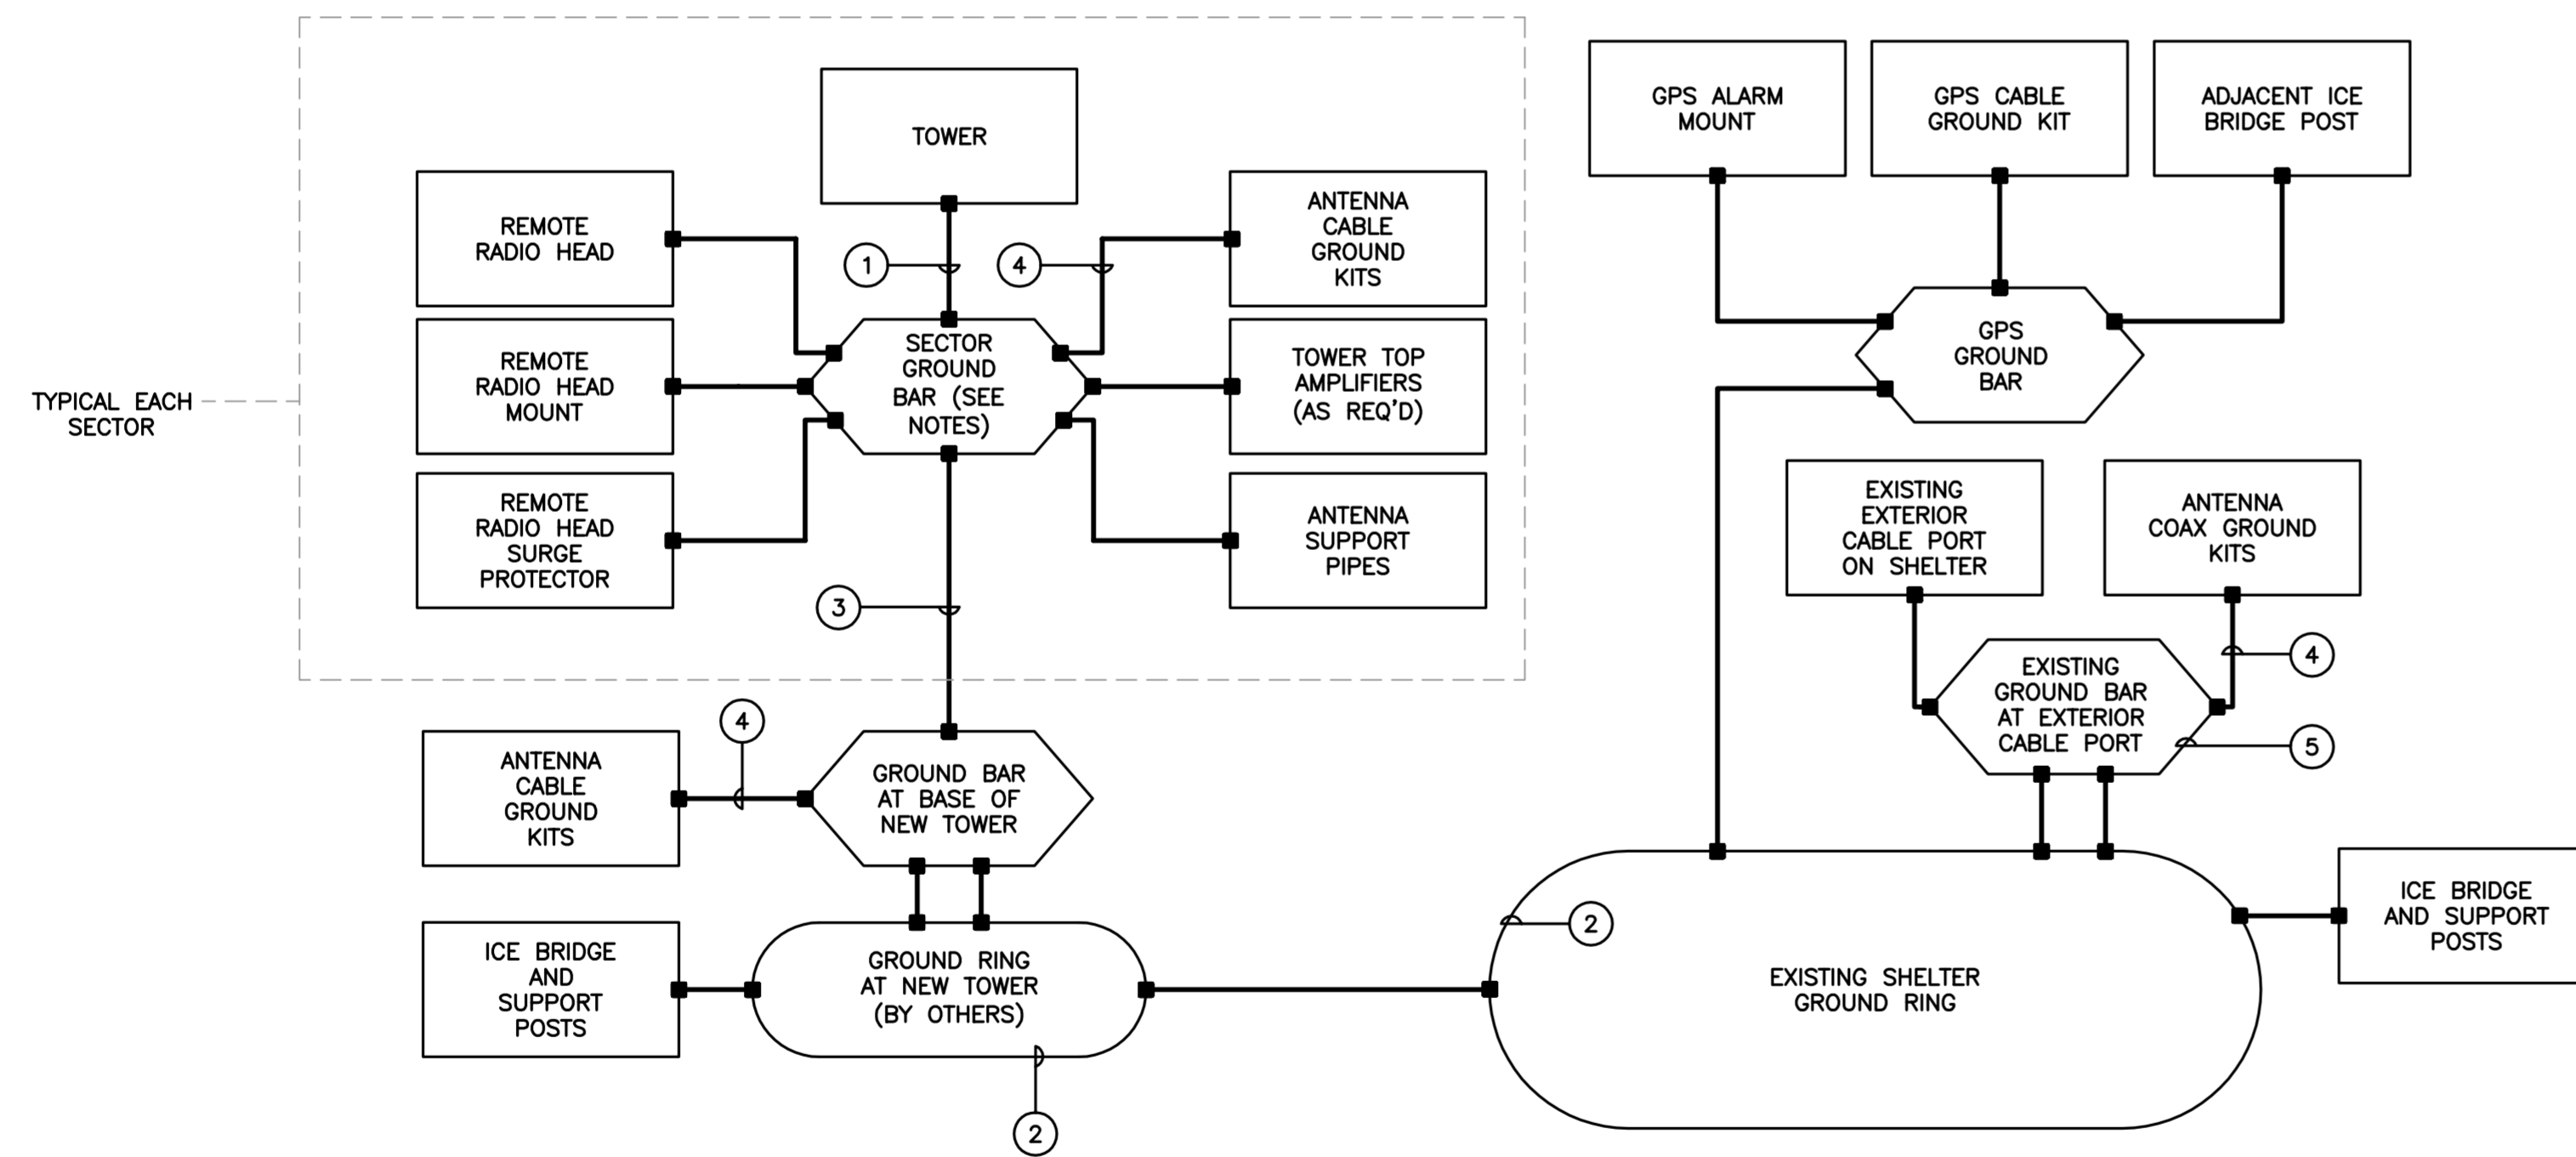 TYPICAL EACH
SECTOR
TOWER
REMOTE
RADIO HEAD
REMOTE
RADIO HEAD
MOUNT
REMOTE
RADIO HEAD
SURGE
PROTECTOR
1
4
SECTOR
GROUND
BAR (SEE
NOTES)
ANTENNA
CABLE
GROUND
KITS
TOWER TOP
AMPLIFIERS
(AS REQ'D)
ANTENNA
SUPPORT
PIPES
3
4
ANTENNA
CABLE
GROUND
KITS
GROUND BAR
AT BASE OF
NEW TOWER
ICE BRIDGE
AND
SUPPORT
POSTS
GROUND RING
AT NEW TOWER
(BY OTHERS)
2
GPS ALARM
MOUNT
GPS CABLE
GROUND KIT
ADJACENT ICE
BRIDGE POST
GPS
GROUND
BAR
EXISTING
EXTERIOR
CABLE PORT
ON SHELTER
ANTENNA
COAX GROUND
KITS
4
EXISTING
GROUND BAR
AT EXTERIOR
CABLE PORT
5
2
EXISTING SHELTER
GROUND RING
ICE BRIDGE
AND SUPPORT
POSTS